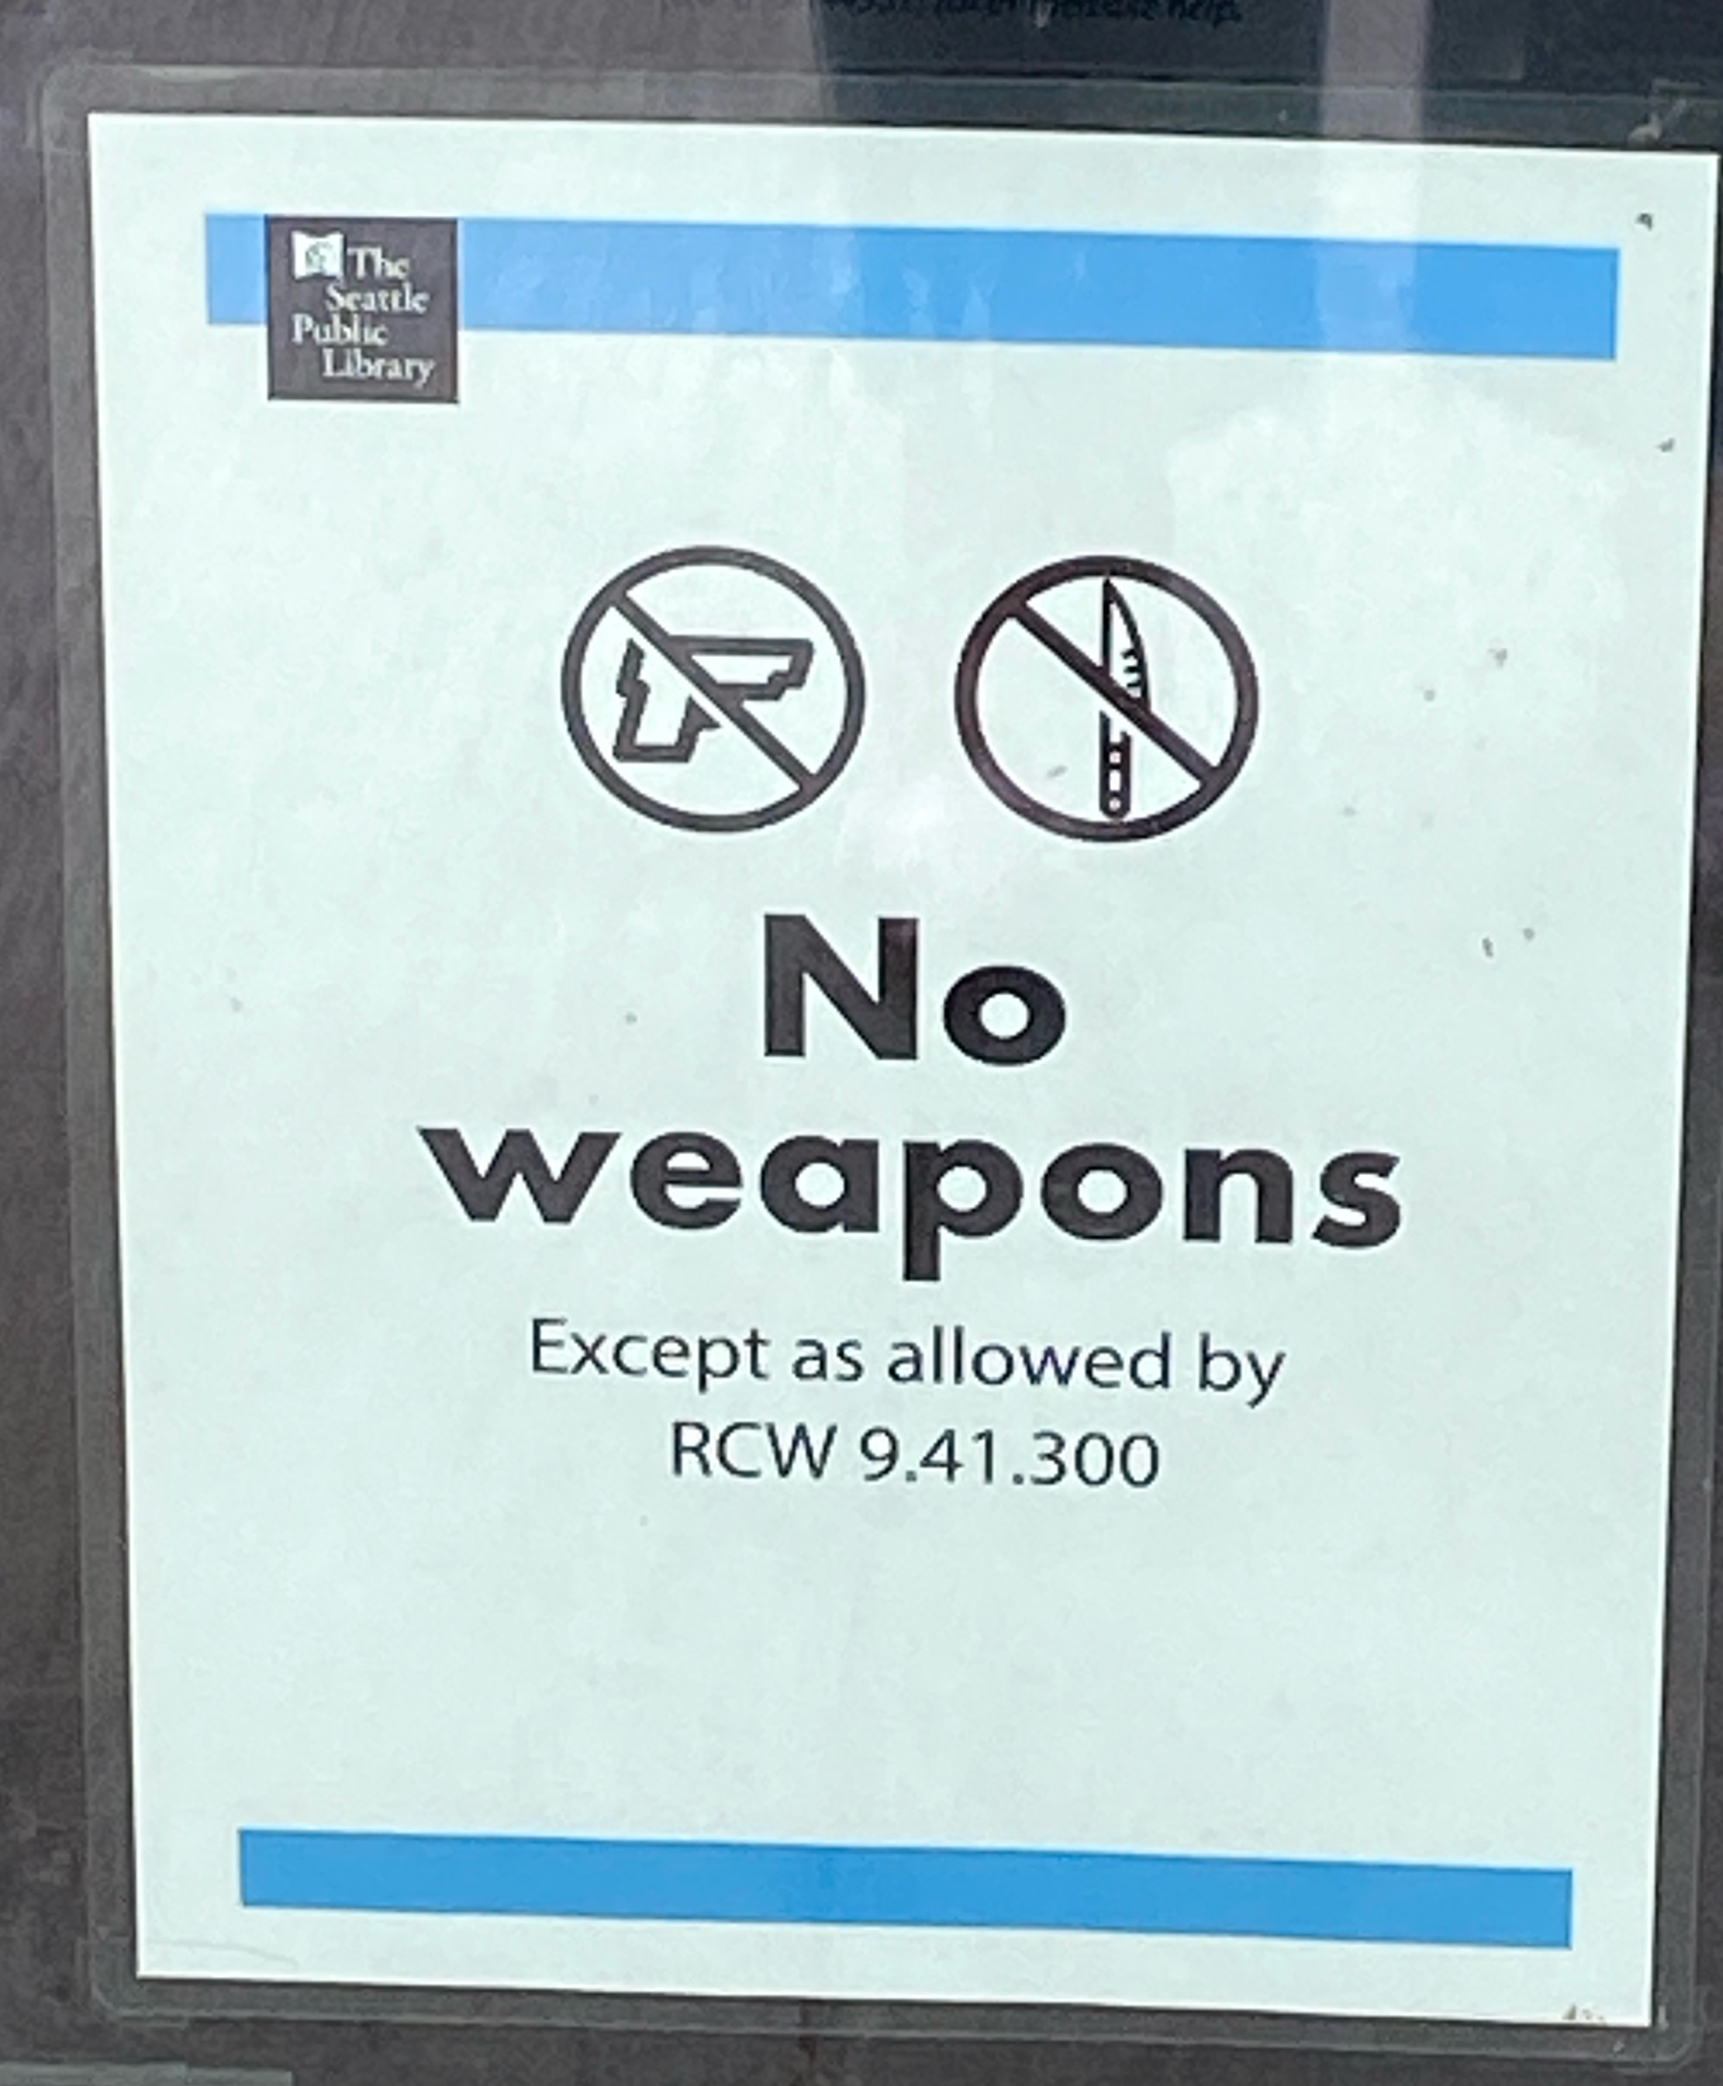 The
Seattle
Public
Library
No
weapons
Except as allowed by
RCW 9.41.300